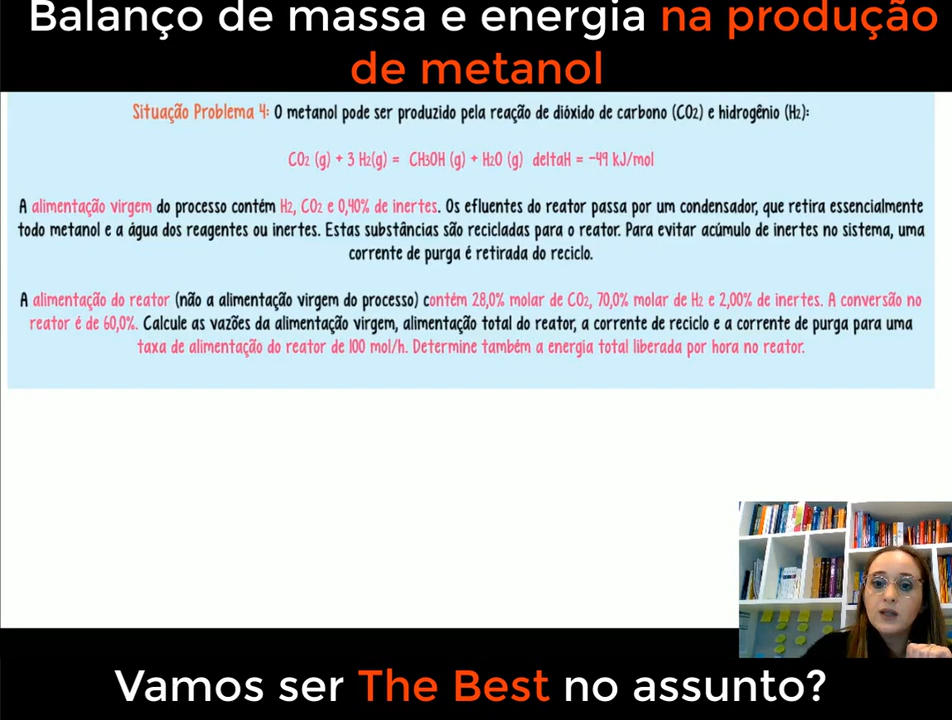 Balanço de massa e energia na produção
de metanol
Situação Problema 4: O metanol pode ser produzido pela reação de dióxido de carbono (CO2) e hidrogênio (H2):
CO2 (g) + 3 H2(g) = CH3OH (g) + H2O (g) deltaH = -49 kJ/mol
A alimentação virgem do processo contém H2, CO2 e 0,40% de inertes. Os efluentes do reator passa por um condensador, que retira essencialmente
todo metanol e a água dos reagentes ou inertes. Estas substâncias são recicladas para o reator. Para evitar acúmulo de inertes no sistema, uma
corrente de purga é retirada do reciclo.
A alimentação do reator (não a alimentação virgem do processo) contém 28,0% molar de CO2, 70,0% molar de H2 e 2,00% de inertes. A conversão no
reator é de 60,0%. Calcule as vazões da alimentação virgem, alimentação total do reator, a corrente de reciclo e a corrente de purga para uma
taxa de alimentação do reator de 100 mol/h. Determine também a energia total liberada por hora no reator.
Vamos ser The Best no assunto?